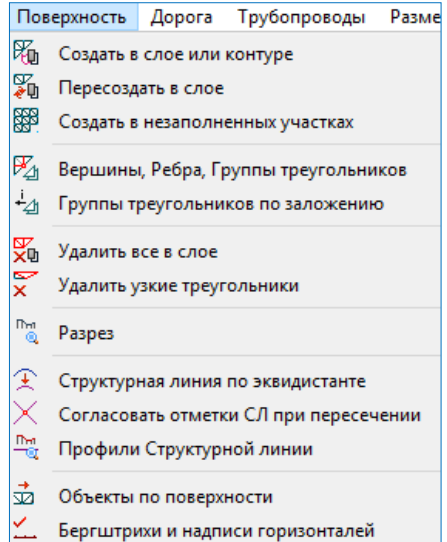 Поверхность Дорога Трубопроводы Разме
Создать в слое или контуре
Пересоздать в слое
Создать в незаполненных участках
Вершины, Ребра, Группы треугольников
Группы треугольников по заложению
Удалить все в слое
Удалить узкие треугольники
Разрез
Структурная линия по эквидистанте
Согласовать отметки СЛ при пересечении
Профили Структурной линии
Объекты по поверхности
Бергштрихи и надписи горизонталей